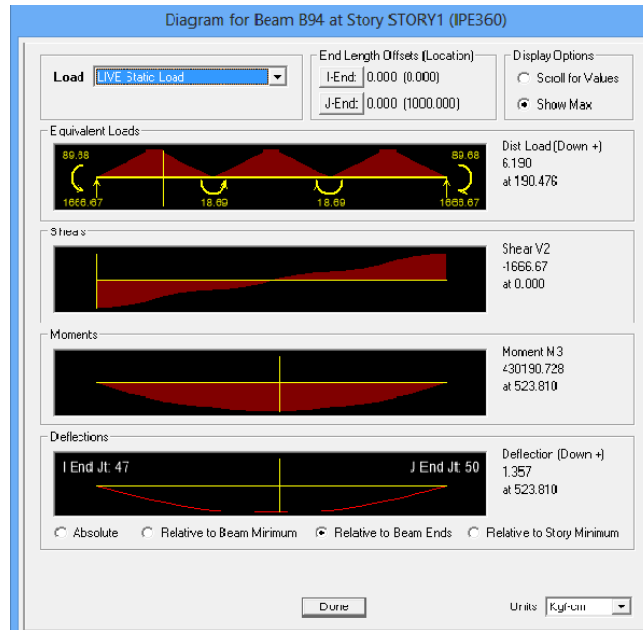 Diagram for Beam B94 at Story STORY1 (IPE360)
Load LIVE Static Load
End Length Offsets (Location)
I-End: 0.000 (0.000)
J-End: 0.000 (1000.000)
Display Options
Scroll for Values
Show Max
Equivalent Loads
89.68 89.68
1666.67 18.69 18.69 1666.67
Dist Load (Down +)
6.190
at 190.476
Shears
Shear V2
-1666.67
at 0.000
Moments
Moment M3
430190.728
at 523.810
Deflections
I End Jt: 47 J End Jt: 50
Deflection (Down +)
1.357
at 523.810
Absolute Relative to Beam Minimum Relative to Beam Ends Relative to Story Minimum
Done
Units Kgf-cm